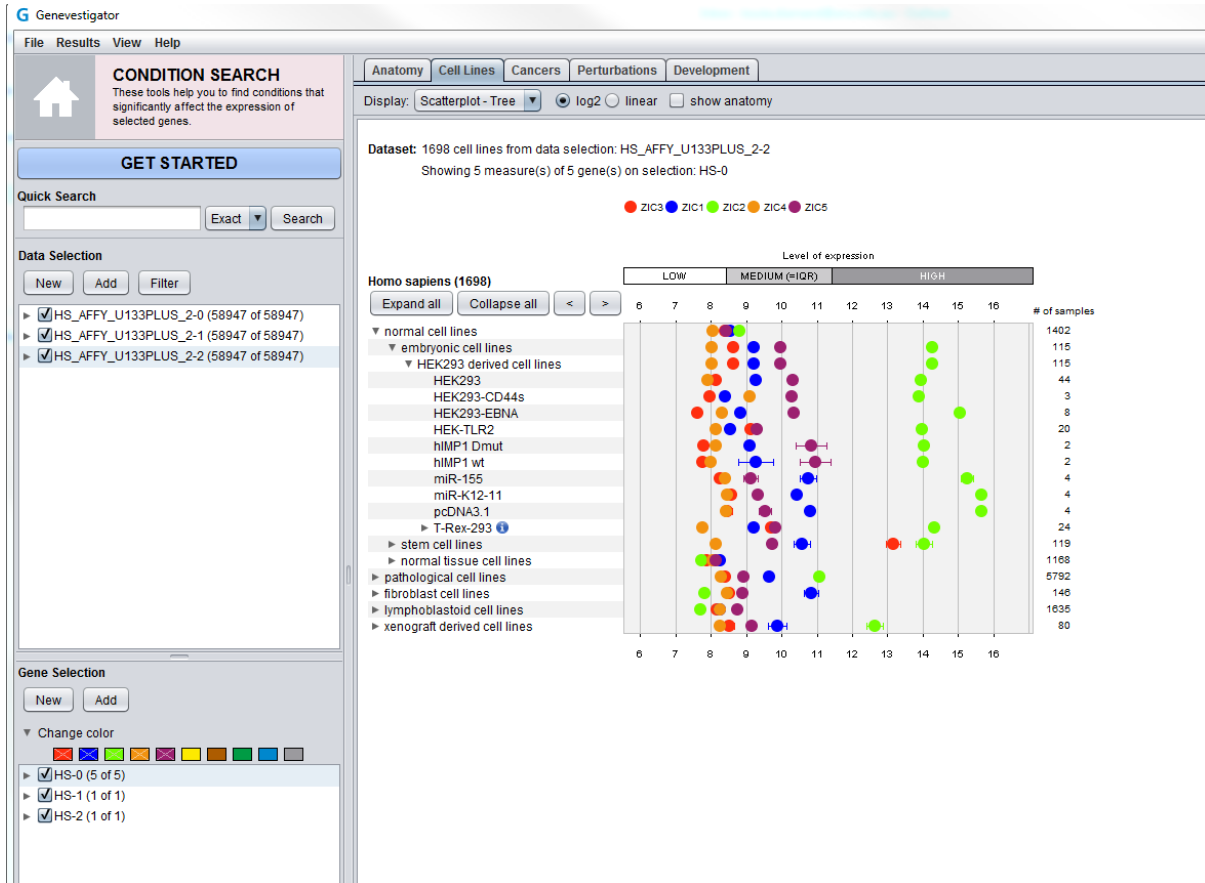 G Genevestigator
File Results View Help
CONDITION SEARCH
These tools help you to find conditions that
significantly affect the expression of
selected genes.
GET STARTED
Quick Search
Exact Search
Data Selection
New Add Filter
HS_AFFY_U133PLUS_2-0 (58947 of 58947)
HS_AFFY_U133PLUS_2-1 (58947 of 58947)
HS_AFFY_U133PLUS_2-2 (58947 of 58947)
Gene Selection
New Add
Change color
HS-0 (5 of 5)
HS-1 (1 of 1)
HS-2 (1 of 1)
Anatomy Cell Lines Cancers Perturbations Development
Display: Scatterplot - Tree log2 linear show anatomy
Dataset: 1698 cell lines from data selection: HS_AFFY_U133PLUS_2-2
Showing 5 measure(s) of 5 gene(s) on selection: HS-0
ZIC3 ZIC1 ZIC2 ZIC4 ZIC5
Level of expression
LOW MEDIUM (=IQR) HIGH
Homo sapiens (1698)
Expand all Collapse all < > 6 7 8 9 10 11 12 13 14 15 16
# of samples
normal cell lines 1402
embryonic cell lines 115
HEK293 derived cell lines 115
HEK293 44
HEK293-CD44s 3
HEK293-EBNA 8
HEK-TLR2 20
hIMP1 Dmut 2
hIMP1 wt 2
miR-155 4
miR-K12-11 4
pcDNA3.1 4
T-Rex-293 i 24
stem cell lines 119
normal tissue cell lines 1168
pathological cell lines 5792
fibroblast cell lines 146
lymphoblastoid cell lines 1635
xenograft derived cell lines 80
6 7 8 9 10 11 12 13 14 15 16